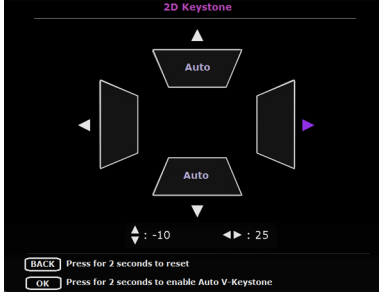 2D Keystone
Auto
Auto
: -10 : 25
BACK Press for 2 seconds to reset
OK Press for 2 seconds to enable Auto V-Keystone